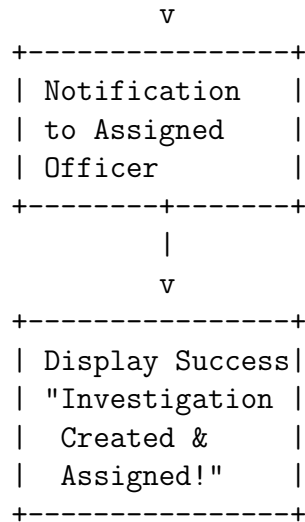 v
+----------------+
| Notification   |
| to Assigned    |
| Officer        |
+--------+-------+
         |
         v
+----------------+
| Display Success|
| "Investigation |
|  Created &     |
|  Assigned!"    |
+----------------+